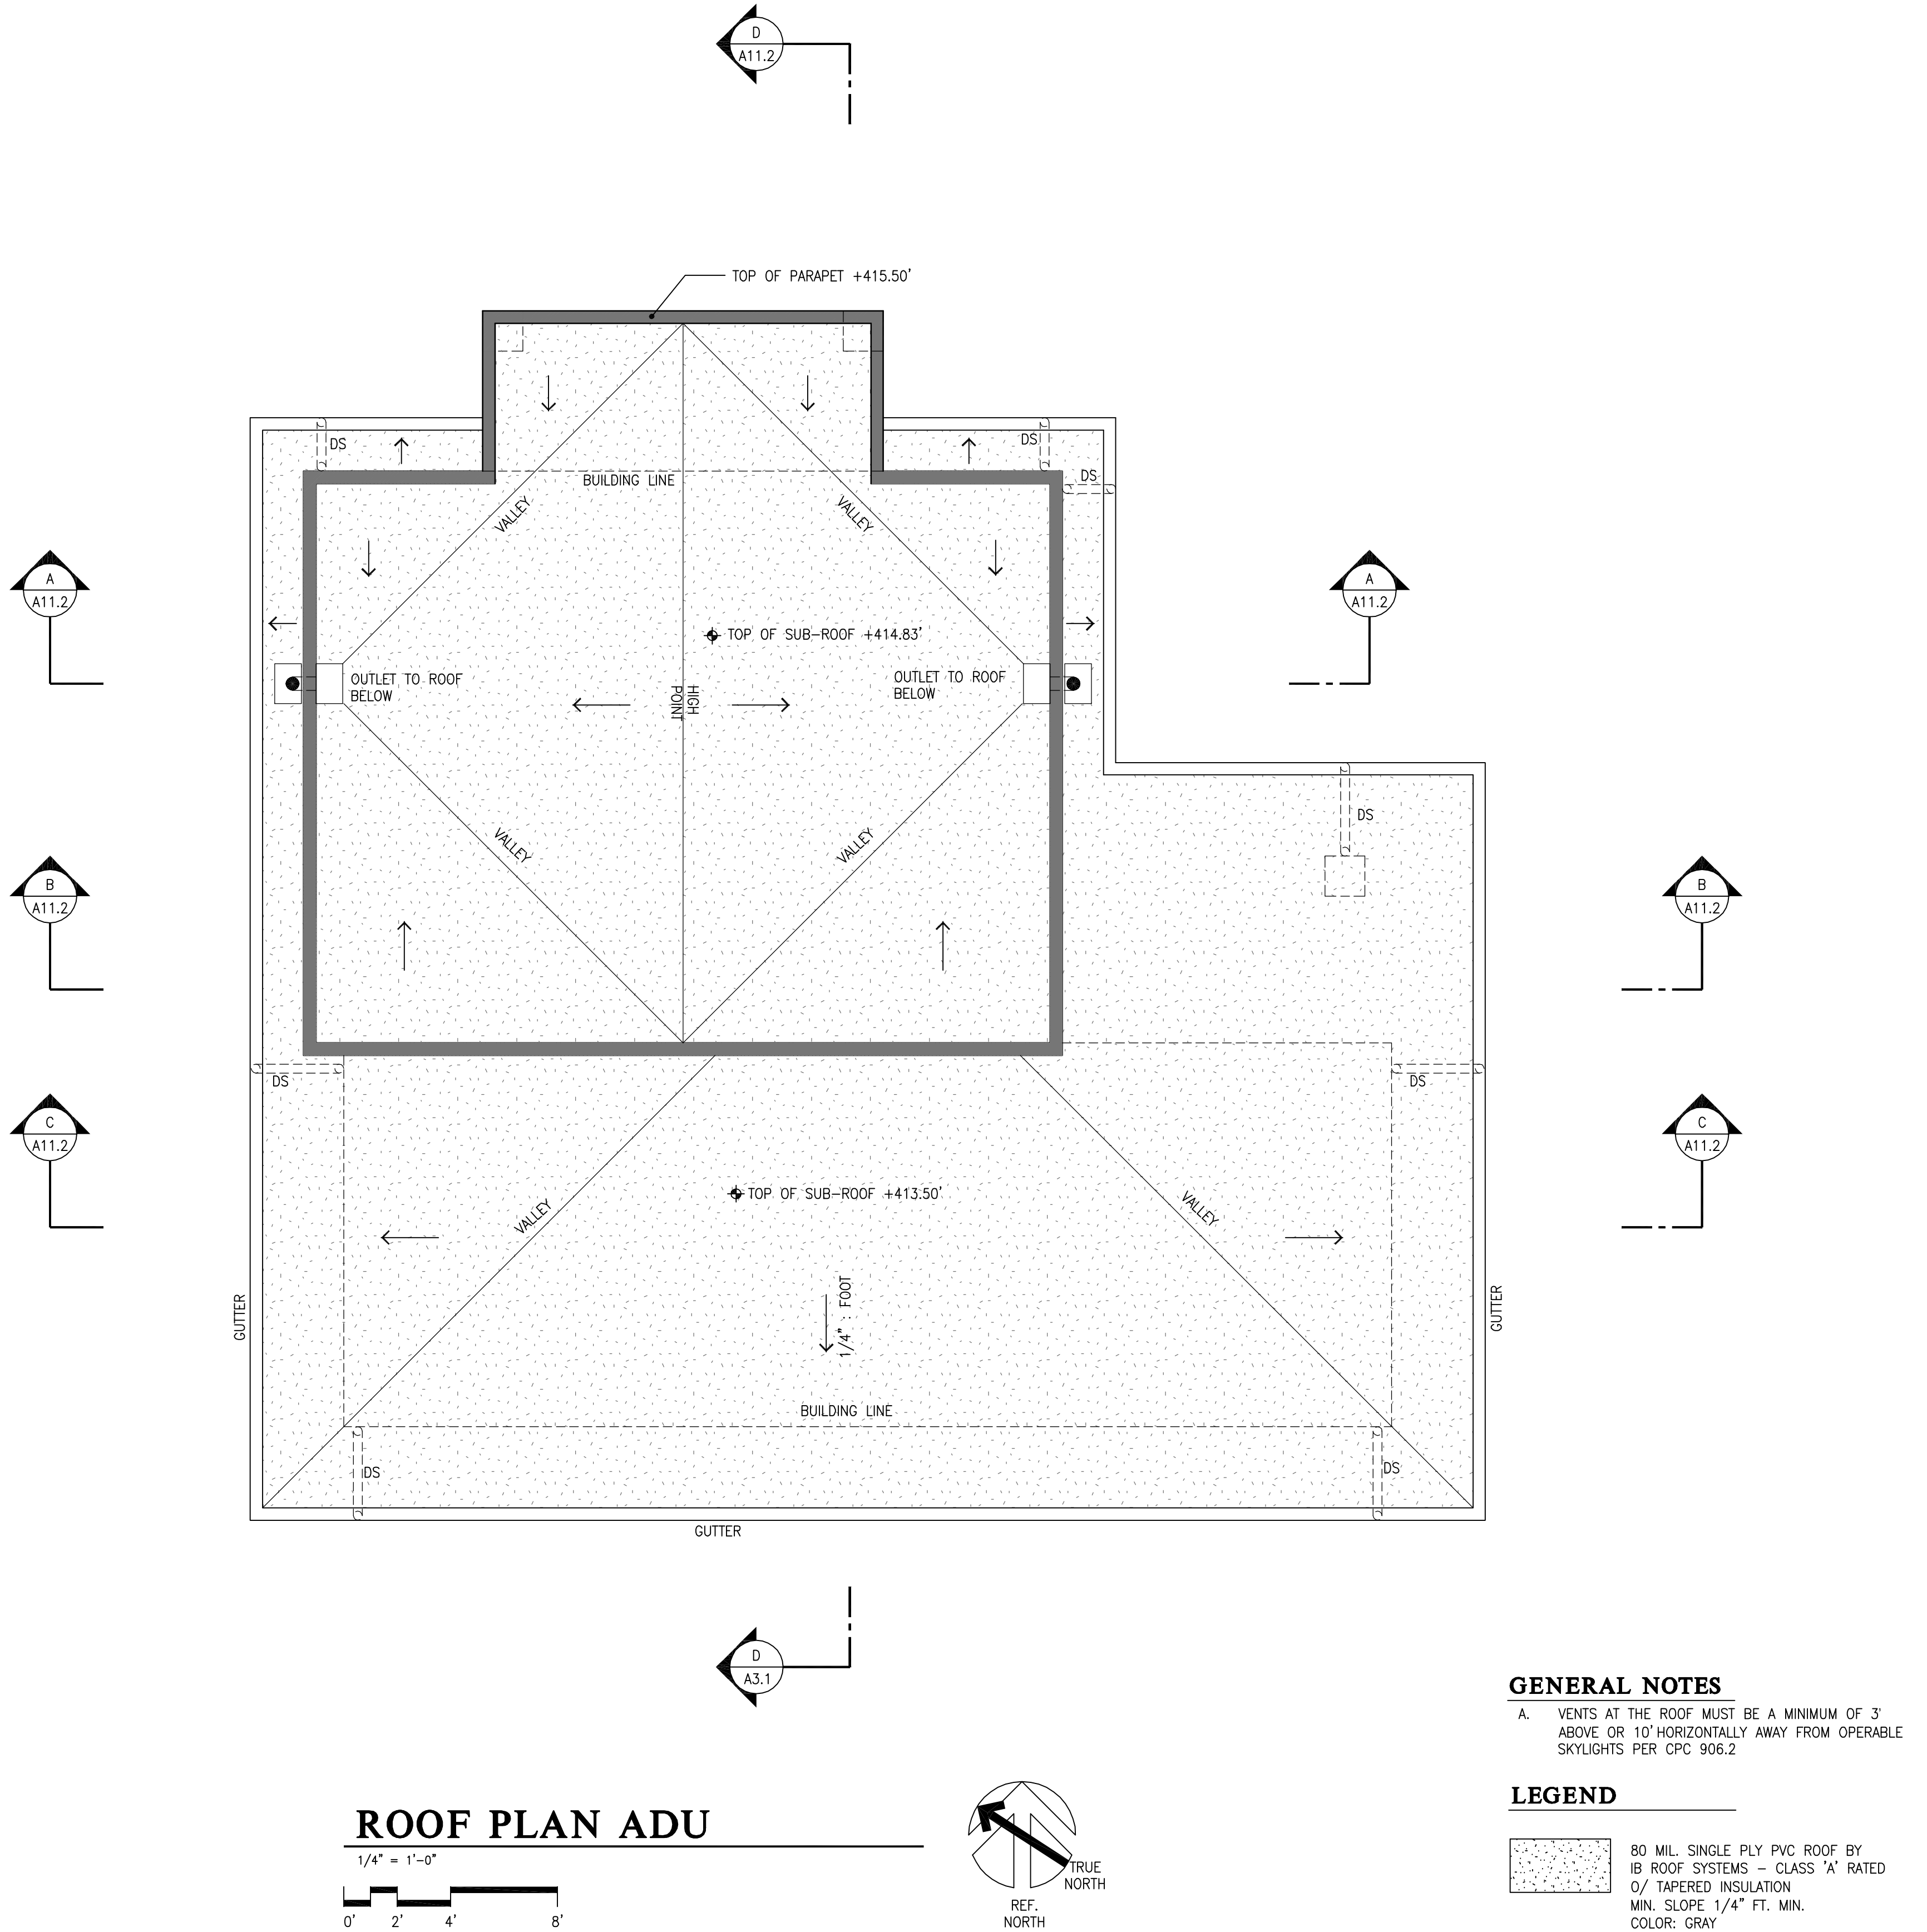 D
A11.2
TOP OF PARAPET +415.50'
DS
DS
BUILDING LINE
DS
VALLEY
VALLEY
A
A11.2
A
A11.2
TOP OF SUB-ROOF +414.83'
OUTLET TO ROOF
BELOW
HIGH
POINT
OUTLET TO ROOF
BELOW
DS
VALLEY
VALLEY
B
A11.2
B
A11.2
DS
DS
C
A11.2
C
A11.2
TOP OF SUB-ROOF +413.50'
VALLEY
VALLEY
GUTTER
1/4" : FOOT
GUTTER
BUILDING LINE
DS
DS
GUTTER
D
A3.1
GENERAL NOTES
A. VENTS AT THE ROOF MUST BE A MINIMUM OF 3'
ABOVE OR 10' HORIZONTALLY AWAY FROM OPERABLE
SKYLIGHTS PER CPC 906.2
LEGEND
80 MIL. SINGLE PLY PVC ROOF BY
IB ROOF SYSTEMS - CLASS 'A' RATED
O/ TAPERED INSULATION
MIN. SLOPE 1/4" FT. MIN.
COLOR: GRAY
ROOF PLAN ADU
1/4" = 1'-0"
0' 2' 4' 8'
TRUE
NORTH
REF.
NORTH